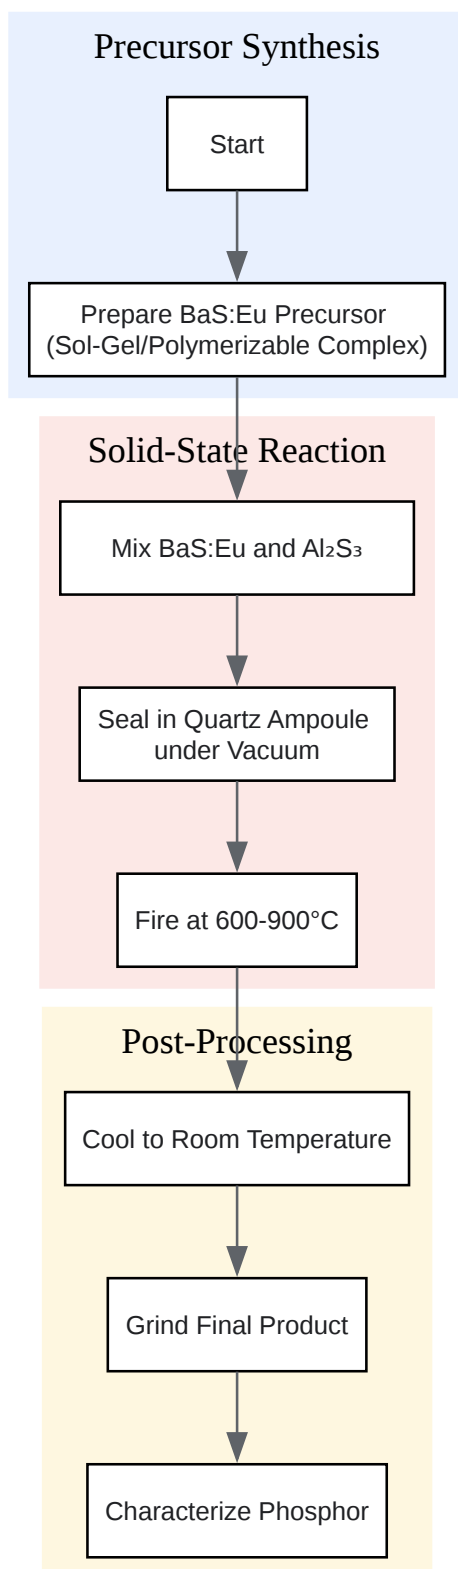 Precursor Synthesis
Start
Prepare BaS:Eu Precursor
(Sol-Gel/Polymerizable Complex)
Solid-State Reaction
Mix BaS:Eu and Al₂S₃
Seal in Quartz Ampoule
under Vacuum
Fire at 600-900°C
Post-Processing
Cool to Room Temperature
Grind Final Product
Characterize Phosphor